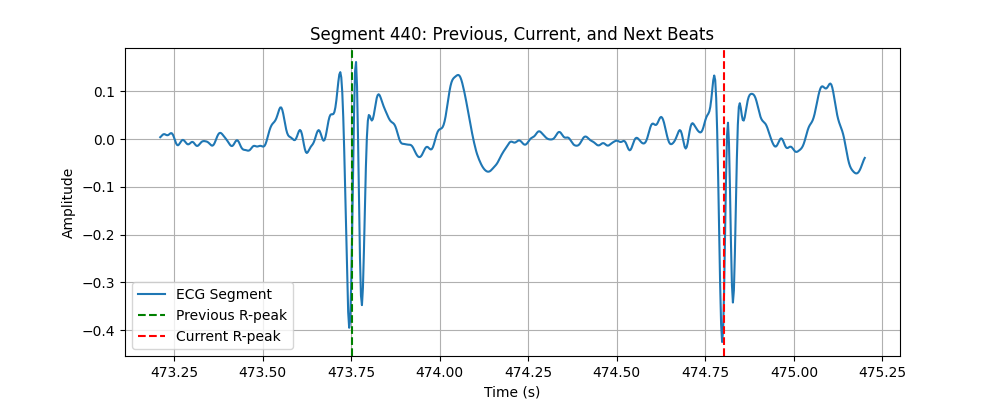 Segment 440: Previous, Current, and Next Beats
Amplitude
0.1
0.0
−0.1
−0.2
−0.3
−0.4
ECG Segment
Previous R-peak
Current R-peak
473.25 473.50 473.75 474.00 474.25 474.50 474.75 475.00 475.25
Time (s)